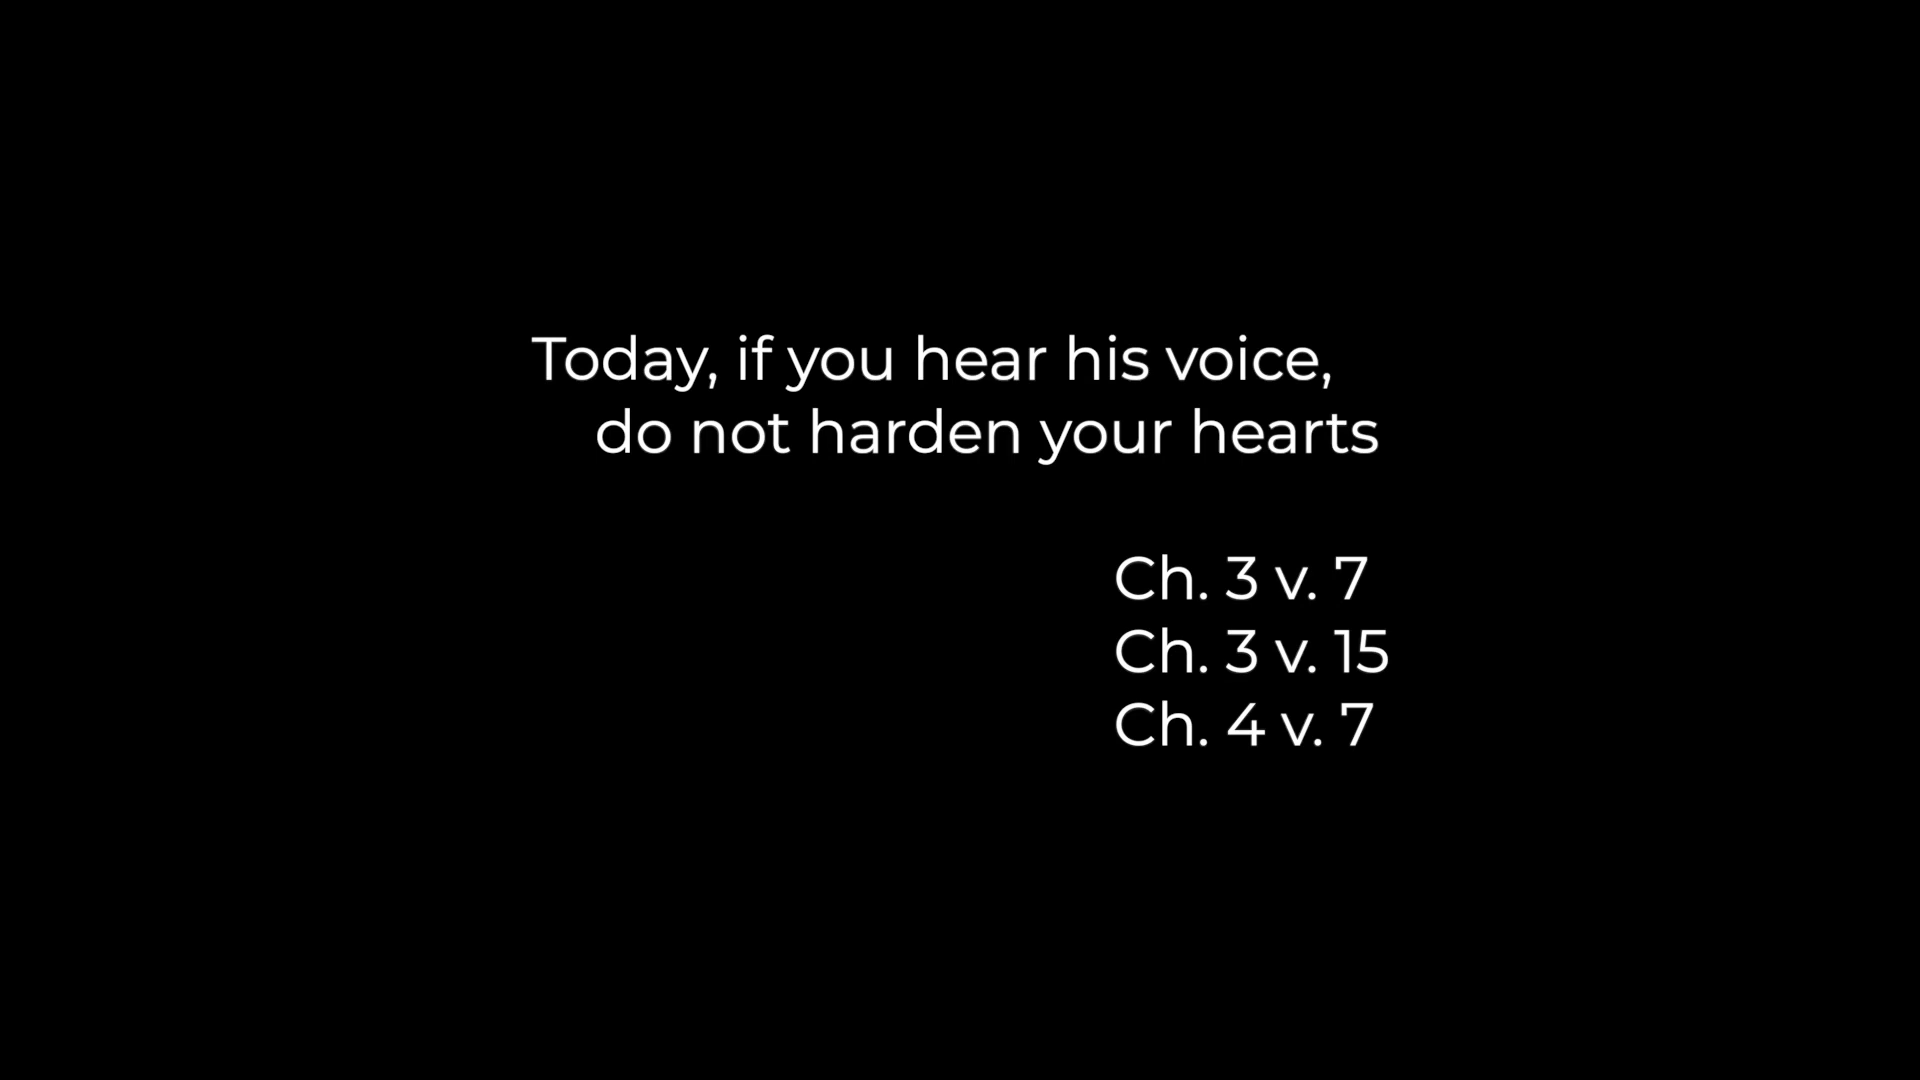 Today, if you hear his voice,
do not harden your hearts
Ch. 3 v. 7
Ch. 3 v. 15
Ch. 4 v. 7